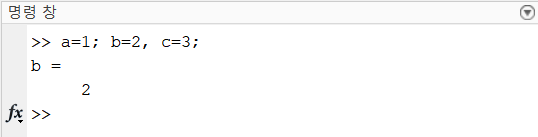 명령 창
>> a=1; b=2, c=3;
b =
2
fx >>